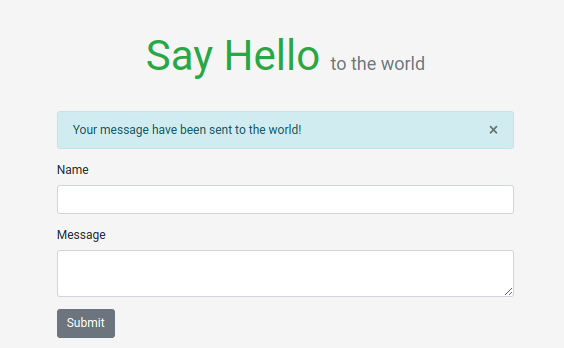 Say Hello to the world
Your message have been sent to the world! ×
Name
Message
Submit